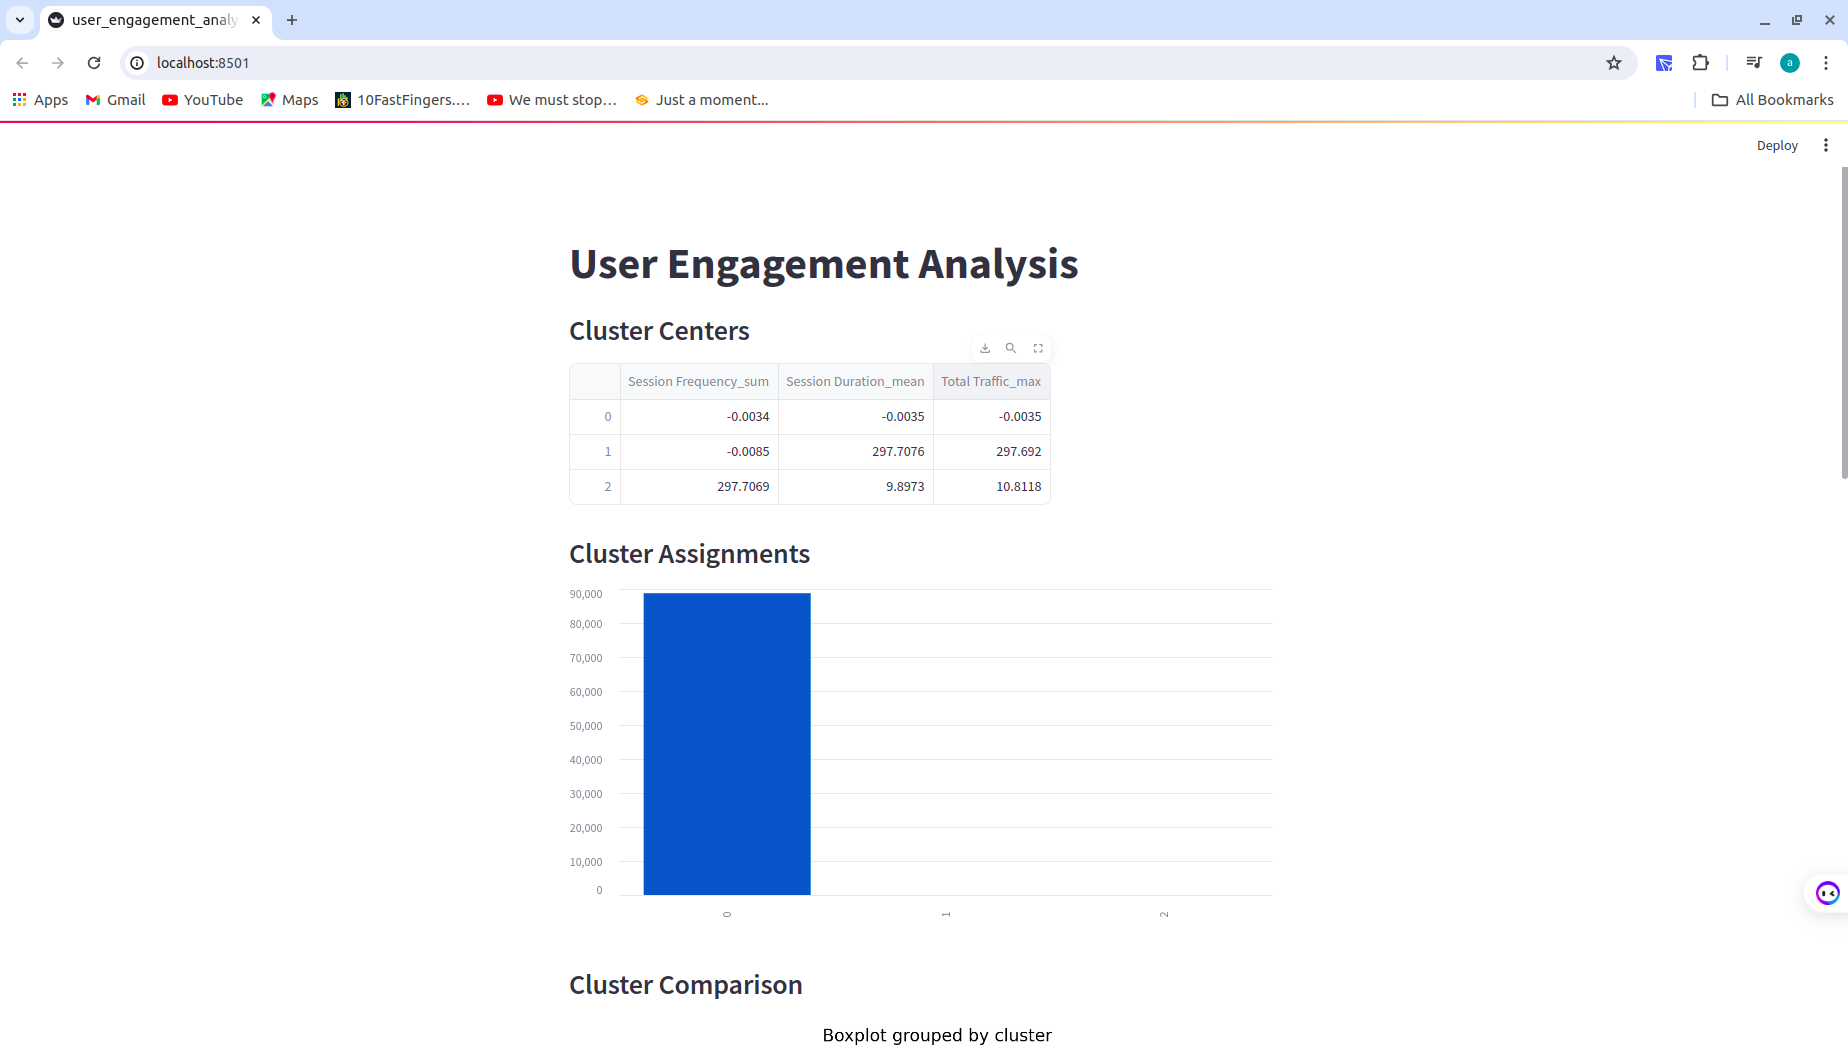 user_engagement_analy
localhost:8501
a
Apps
Gmail
YouTube
Maps
10FastFingers....
We must stop...
Just a moment...
All Bookmarks
Deploy
User Engagement Analysis
Cluster Centers
Session Frequency_sum Session Duration_mean Total Traffic_max
0 -0.0034 -0.0035 -0.0035
1 -0.0085 297.7076 297.692
2 297.7069 9.8973 10.8118
Cluster Assignments
90,000
80,000
70,000
60,000
50,000
40,000
30,000
20,000
10,000
0
0 1 2
Cluster Comparison
Boxplot grouped by cluster